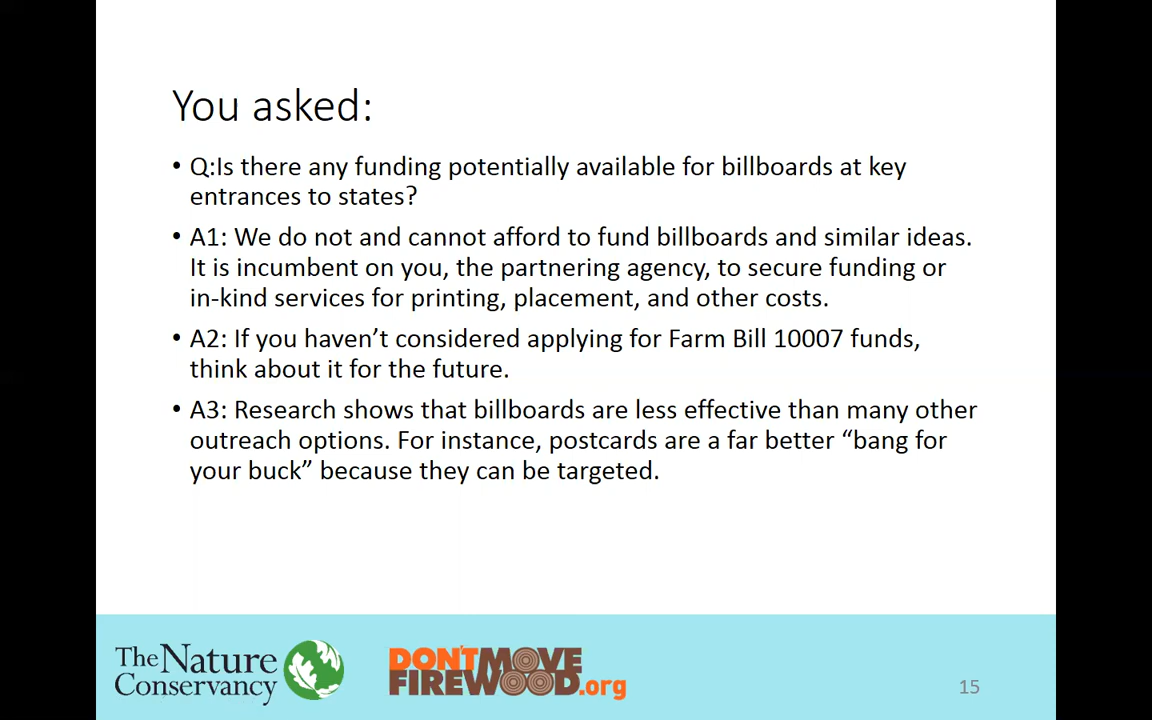 You asked:
• Q:Is there any funding potentially available for billboards at key
entrances to states?
• A1: We do not and cannot afford to fund billboards and similar ideas.
It is incumbent on you, the partnering agency, to secure funding or
in-kind services for printing, placement, and other costs.
• A2: If you haven’t considered applying for Farm Bill 10007 funds,
think about it for the future.
• A3: Research shows that billboards are less effective than many other
outreach options. For instance, postcards are a far better “bang for
your buck” because they can be targeted.
The Nature
Conservancy
DON'T MOVE
FIREWOOD.org
15